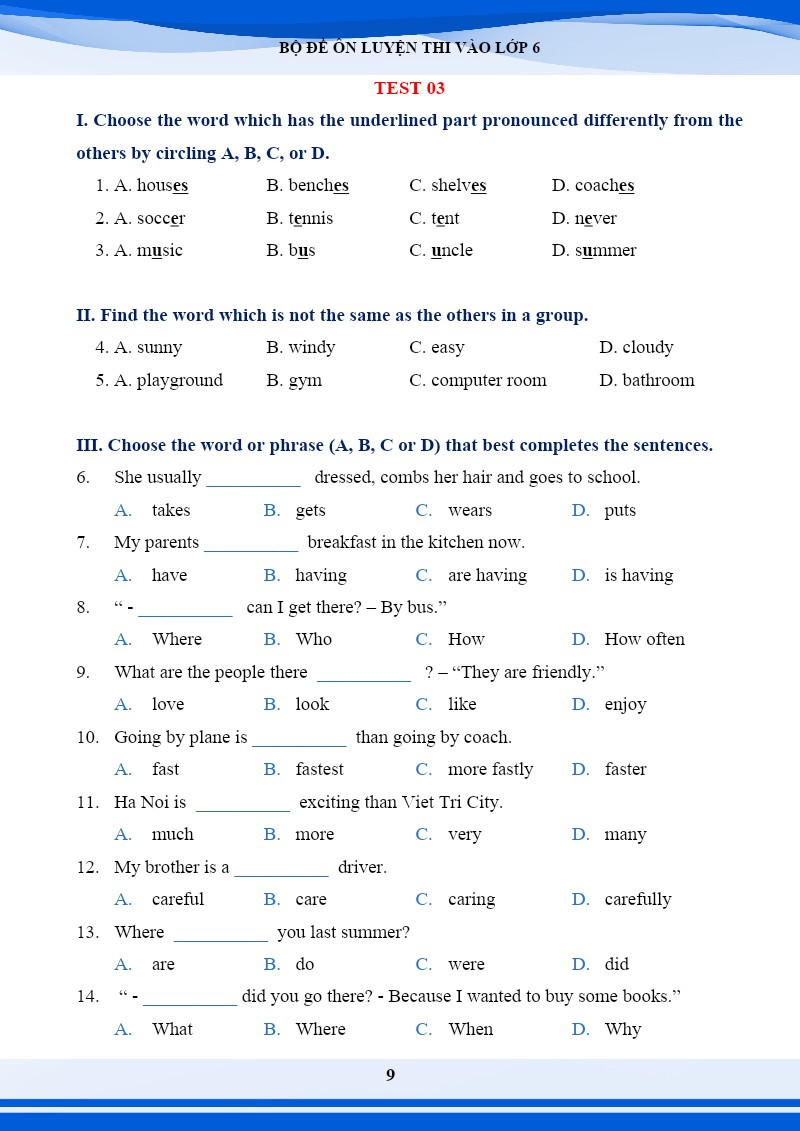 BỘ ĐỀ ÔN LUYỆN THI VÀO LỚP 6
TEST 03
I. Choose the word which has the underlined part pronounced differently from the
others by circling A, B, C, or D.
1. A. houses B. benches C. shelves D. coaches
2. A. soccer B. tennis C. tent D. never
3. A. music B. bus C. uncle D. summer
II. Find the word which is not the same as the others in a group.
4. A. sunny B. windy C. easy D. cloudy
5. A. playground B. gym C. computer room D. bathroom
III. Choose the word or phrase (A, B, C or D) that best completes the sentences.
6. She usually __________ dressed, combs her hair and goes to school.
A. takes B. gets C. wears D. puts
7. My parents __________ breakfast in the kitchen now.
A. have B. having C. are having D. is having
8. “ - __________ can I get there? – By bus.”
A. Where B. Who C. How D. How often
9. What are the people there __________ ? – “They are friendly.”
A. love B. look C. like D. enjoy
10. Going by plane is __________ than going by coach.
A. fast B. fastest C. more fastly D. faster
11. Ha Noi is __________ exciting than Viet Tri City.
A. much B. more C. very D. many
12. My brother is a __________ driver.
A. careful B. care C. caring D. carefully
13. Where __________ you last summer?
A. are B. do C. were D. did
14. “ - __________ did you go there? - Because I wanted to buy some books.”
A. What B. Where C. When D. Why
9